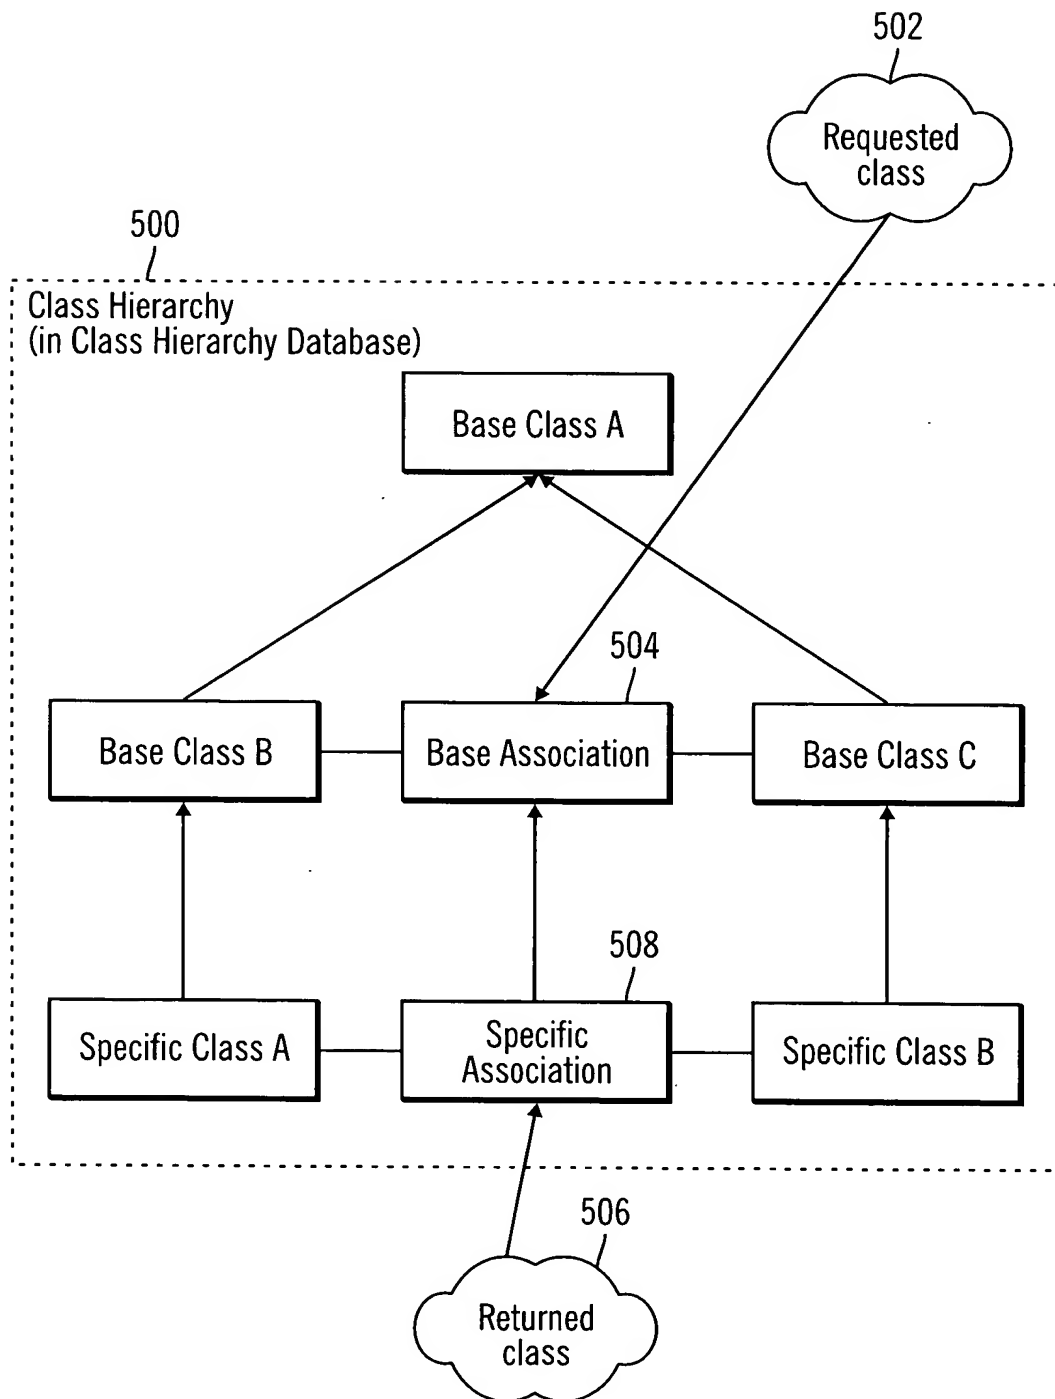 502
Requested
class
500
Class Hierarchy
(in Class Hierarchy Database)
Base Class A
504
Base Class B
Base Association
Base Class C
508
Specific Class A
Specific
Association
Specific Class B
506
Returned
class